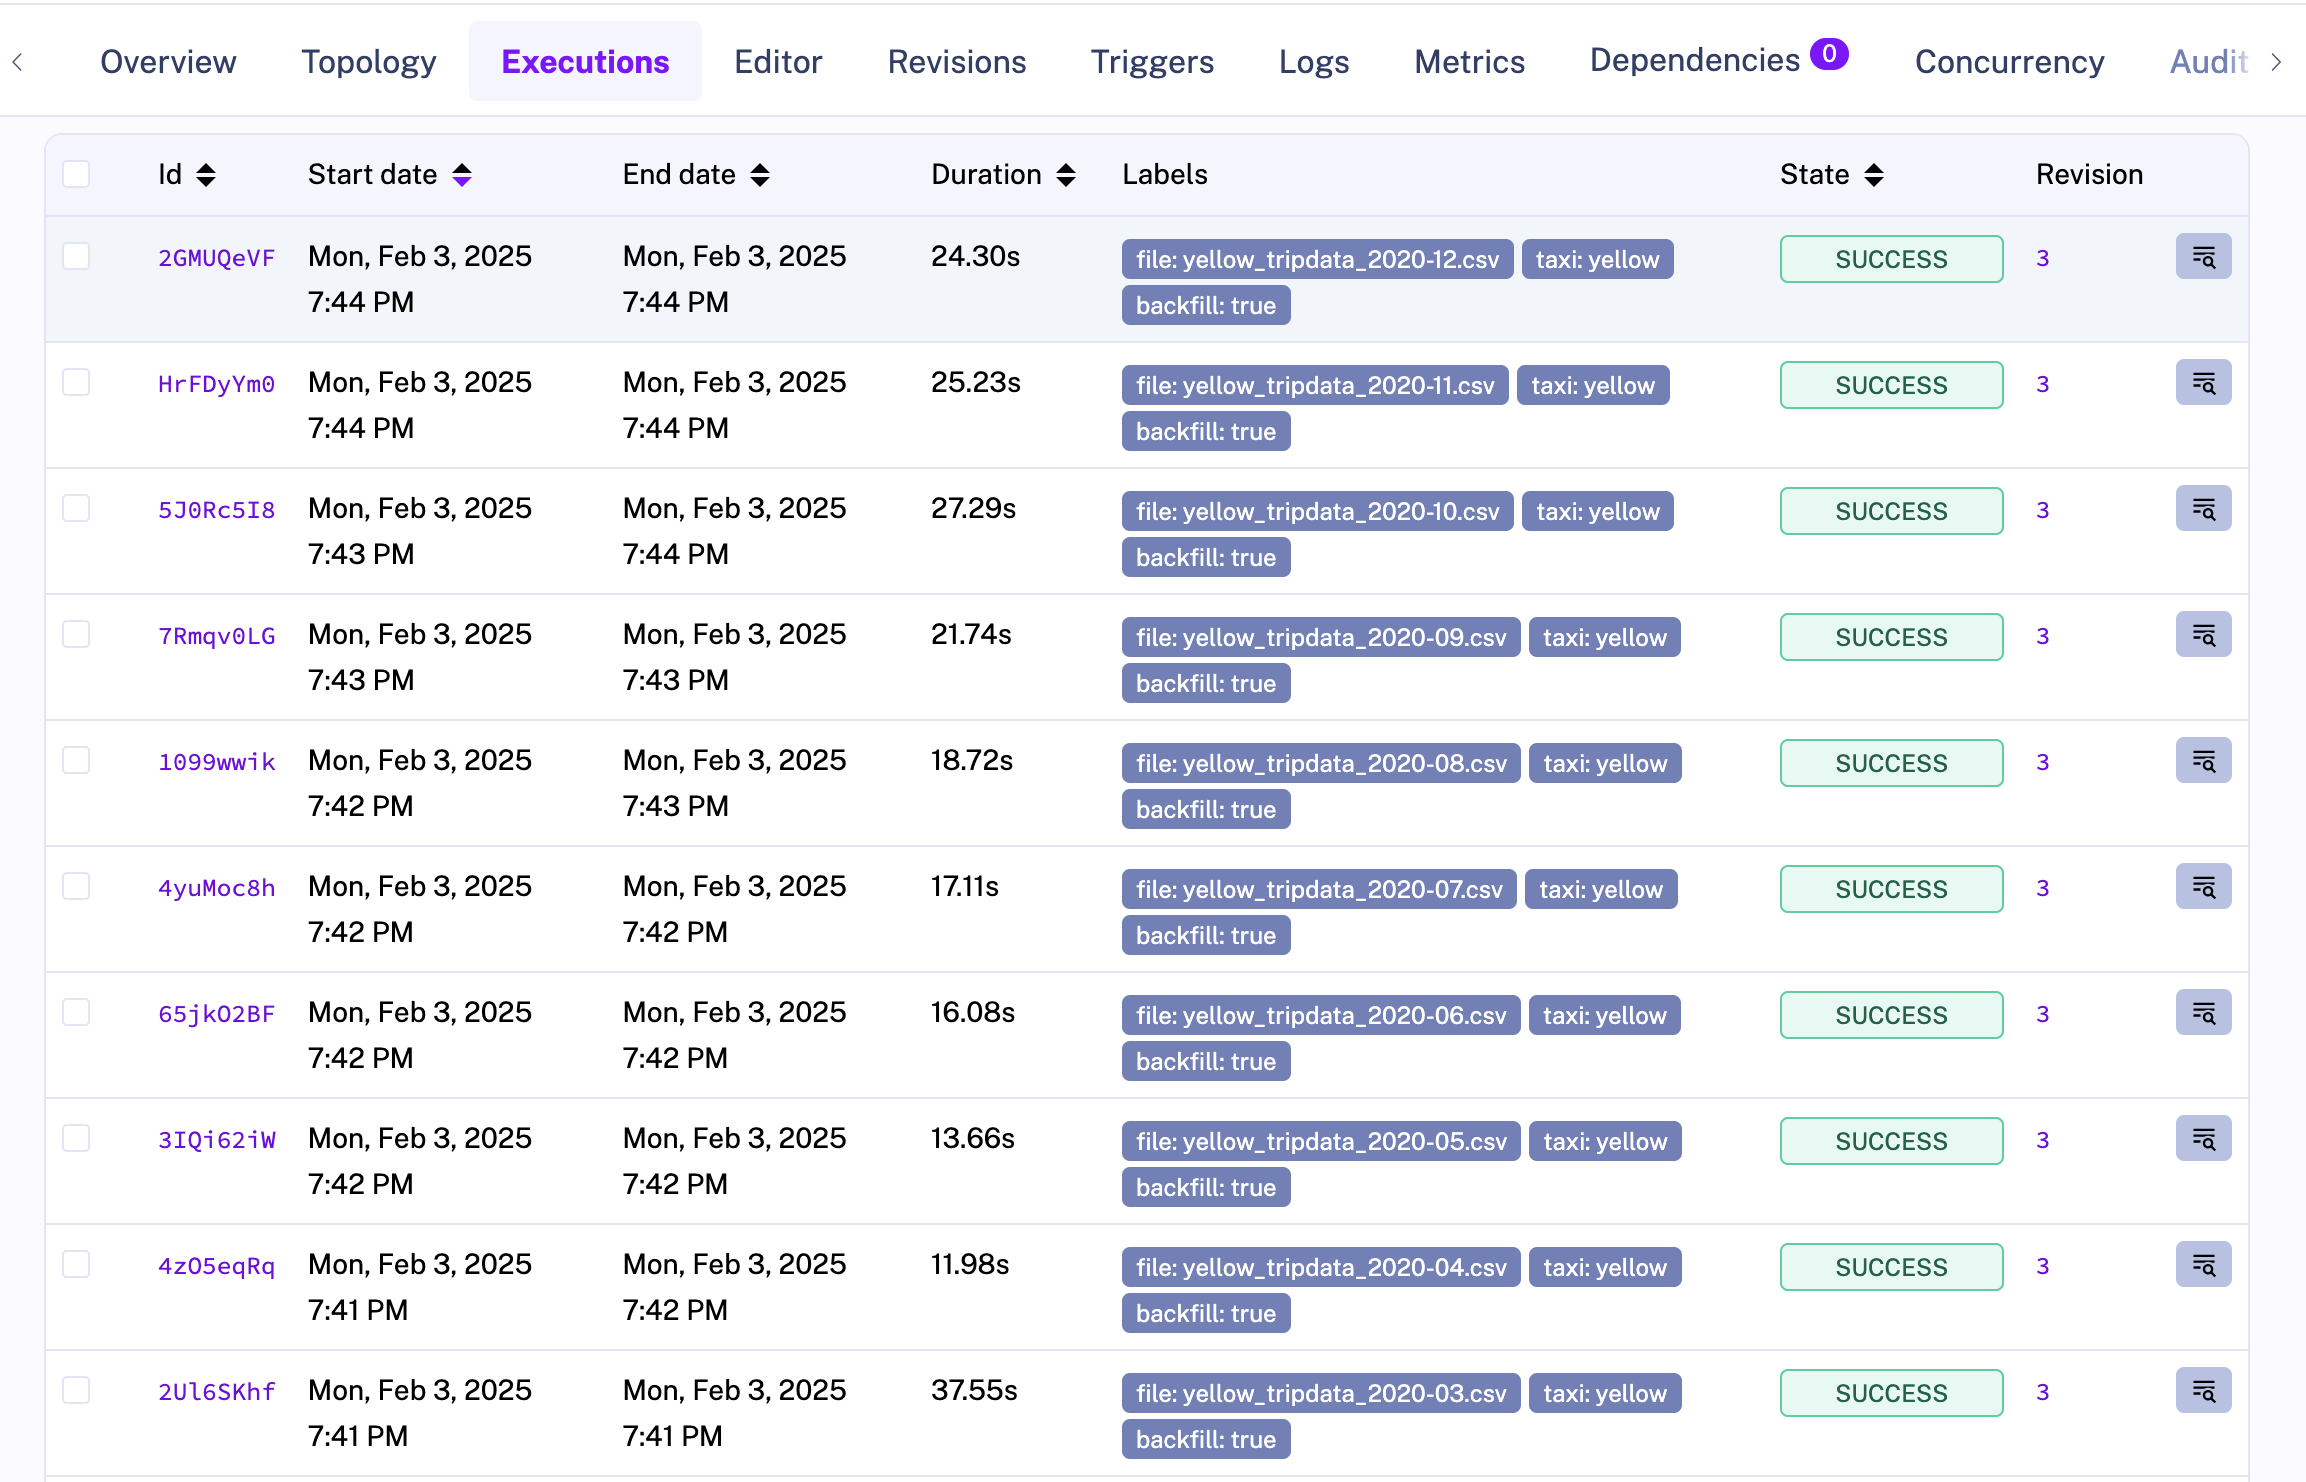 Overview Topology Executions Editor Revisions Triggers Logs Metrics Dependencies 0 Concurrency Audit
Id Start date End date Duration Labels State Revision
2GMUQeVF Mon, Feb 3, 2025 Mon, Feb 3, 2025 24.30s file: yellow_tripdata_2020-12.csv taxi: yellow SUCCESS 3
7:44 PM 7:44 PM backfill: true
HrFDyYm0 Mon, Feb 3, 2025 Mon, Feb 3, 2025 25.23s file: yellow_tripdata_2020-11.csv taxi: yellow SUCCESS 3
7:44 PM 7:44 PM backfill: true
5J0Rc5I8 Mon, Feb 3, 2025 Mon, Feb 3, 2025 27.29s file: yellow_tripdata_2020-10.csv taxi: yellow SUCCESS 3
7:43 PM 7:44 PM backfill: true
7Rmqv0LG Mon, Feb 3, 2025 Mon, Feb 3, 2025 21.74s file: yellow_tripdata_2020-09.csv taxi: yellow SUCCESS 3
7:43 PM 7:43 PM backfill: true
1099wwik Mon, Feb 3, 2025 Mon, Feb 3, 2025 18.72s file: yellow_tripdata_2020-08.csv taxi: yellow SUCCESS 3
7:42 PM 7:43 PM backfill: true
4yuMoc8h Mon, Feb 3, 2025 Mon, Feb 3, 2025 17.11s file: yellow_tripdata_2020-07.csv taxi: yellow SUCCESS 3
7:42 PM 7:42 PM backfill: true
65jkO2BF Mon, Feb 3, 2025 Mon, Feb 3, 2025 16.08s file: yellow_tripdata_2020-06.csv taxi: yellow SUCCESS 3
7:42 PM 7:42 PM backfill: true
3IQi62iW Mon, Feb 3, 2025 Mon, Feb 3, 2025 13.66s file: yellow_tripdata_2020-05.csv taxi: yellow SUCCESS 3
7:42 PM 7:42 PM backfill: true
4zO5eqRq Mon, Feb 3, 2025 Mon, Feb 3, 2025 11.98s file: yellow_tripdata_2020-04.csv taxi: yellow SUCCESS 3
7:41 PM 7:42 PM backfill: true
2Ul6SKhf Mon, Feb 3, 2025 Mon, Feb 3, 2025 37.55s file: yellow_tripdata_2020-03.csv taxi: yellow SUCCESS 3
7:41 PM 7:41 PM backfill: true